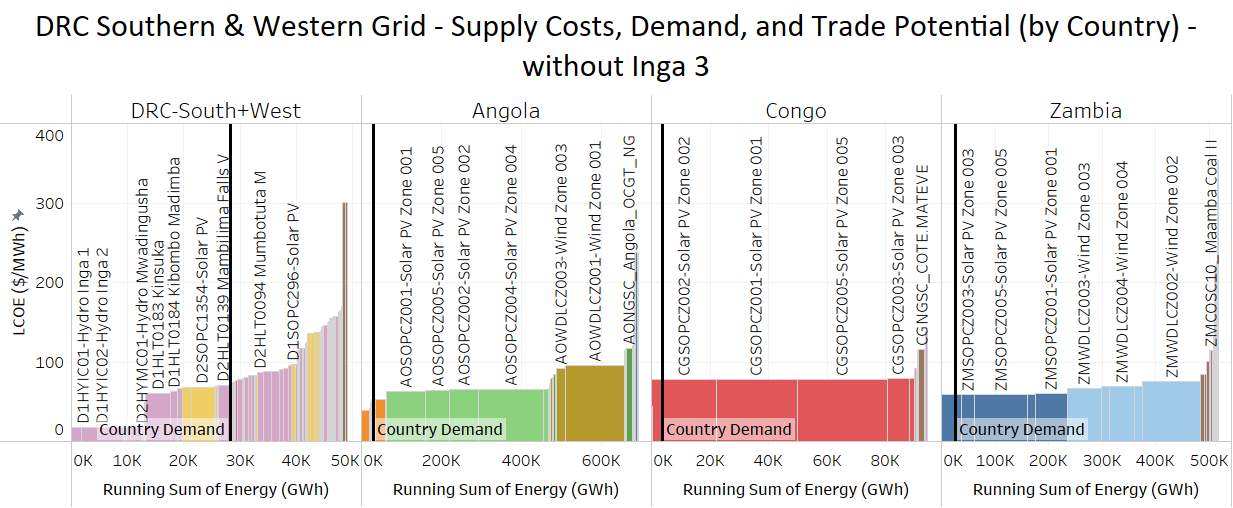 DRC Southern & Western Grid - Supply Costs, Demand, and Trade Potential (by Country) -
without Inga 3
DRC-South+West
Angola
Congo
Zambia
LCOE ($/MWh)
400
300
200
100
0
D1HYIC01-Hydro Inga 1
D1HYIC02-Hydro Inga 2
D2HYMC01-Hydro Mwadingusha
D1HLT0183 Kinsuka
D1HLT0184 Kibombo Madimba
D2SOPC1354-Solar PV
D2HLT0139 Mambilima Falls V
D2HLT0094 Mumbotuta M
D1SOPC296-Solar PV
Country Demand
AOSOPCZ001-Solar PV Zone 001
AOSOPCZ005-Solar PV Zone 005
AOSOPCZ002-Solar PV Zone 002
AOSOPCZ004-Solar PV Zone 004
AOWDLCZ003-Wind Zone 003
AOWDLCZ001-Wind Zone 001
AONGSC_Angola_OCGT_NG
Country Demand
CGSOPCZ002-Solar PV Zone 002
CGSOPCZ001-Solar PV Zone 001
CGSOPCZ005-Solar PV Zone 005
CGSOPCZ003-Solar PV Zone 003
CGNGSC_COTE.MATEVE
Country Demand
ZMSOPCZ003-Solar PV Zone 003
ZMSOPCZ005-Solar PV Zone 005
ZMSOPCZ001-Solar PV Zone 001
ZMWDLCZ003-Wind Zone 003
ZMWDLCZ004-Wind Zone 004
ZMWDLCZ002-Wind Zone 002
ZMCOSC10_Maamba Coal II
Country Demand
0K 10K 20K 30K 40K 50K
0K 200K 400K 600K
0K 20K 40K 60K 80K
0K 100K 200K 300K 400K 500K
Running Sum of Energy (GWh)
Running Sum of Energy (GWh)
Running Sum of Energy (GWh)
Running Sum of Energy (GWh)